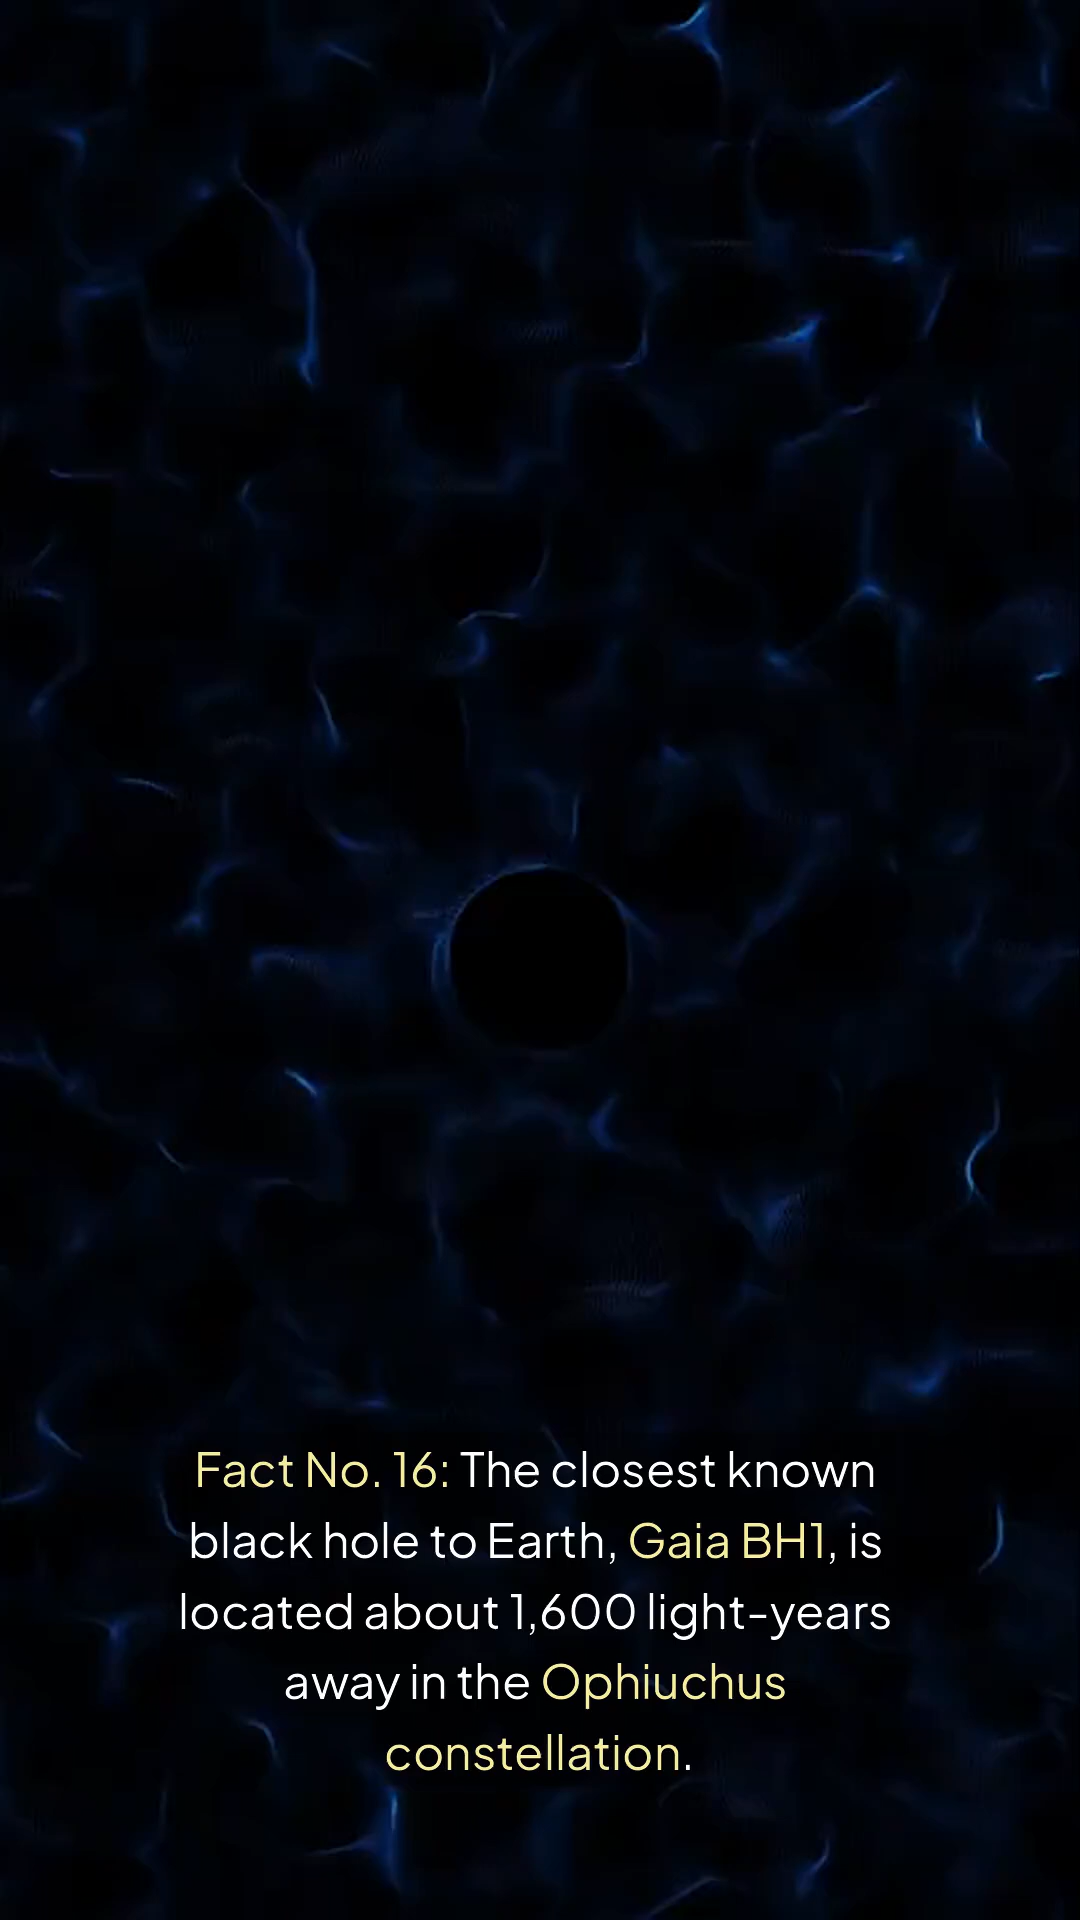 Fact No. 16: The closest known
black hole to Earth, Gaia BH1, is
located about 1,600 light-years
away in the Ophiuchus
constellation.